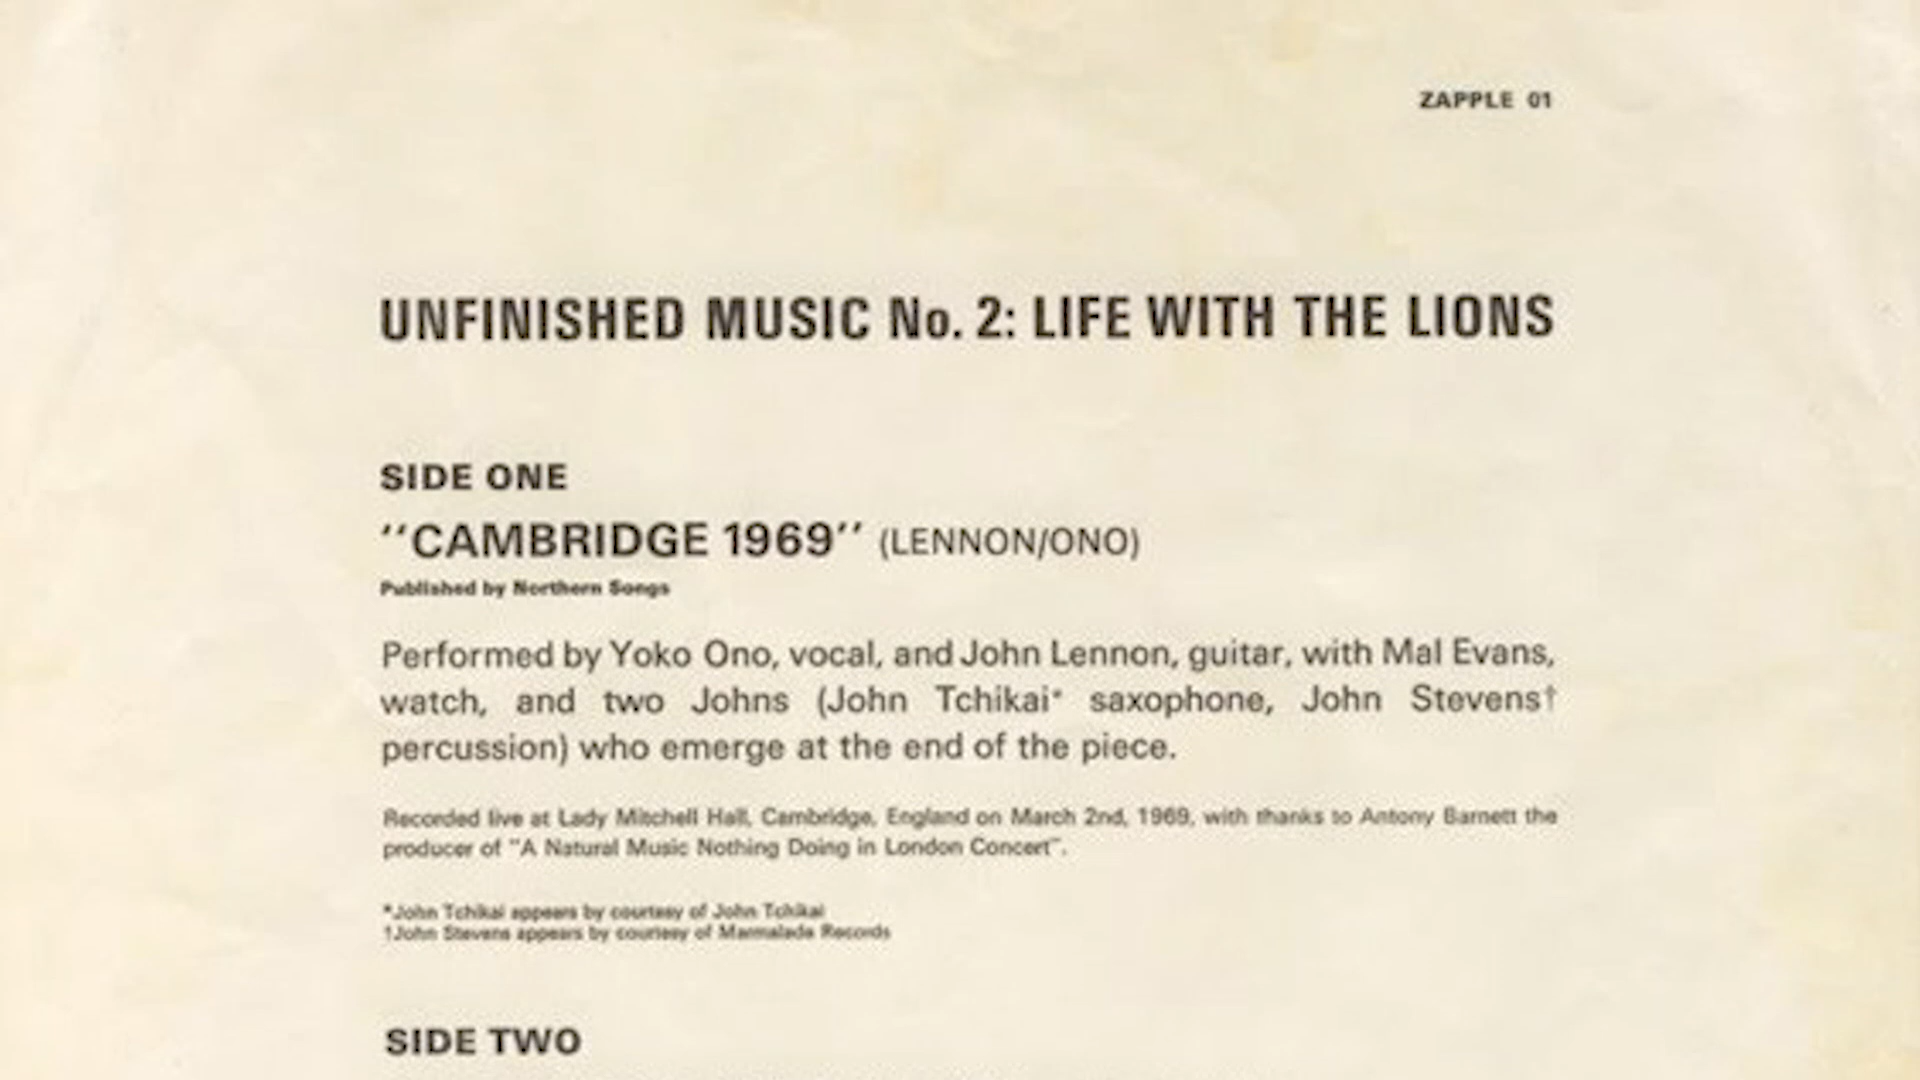 ZAPPLE 01
UNFINISHED MUSIC No. 2: LIFE WITH THE LIONS
SIDE ONE
‘‘CAMBRIDGE 1969’’ (LENNON/ONO)
Published by Northern Songs
Performed by Yoko Ono, vocal, and John Lennon, guitar, with Mal Evans,
watch, and two Johns (John Tchikai* saxophone, John Stevens†
percussion) who emerge at the end of the piece.
Recorded live at Lady Mitchell Hall, Cambridge, England on March 2nd, 1969, with thanks to Antony Barnett the
producer of "A Natural Music Nothing Doing in London Concert".
*John Tchikai appears by courtesy of John Tchikai
†John Stevens appears by courtesy of Marmalade Records
SIDE TWO